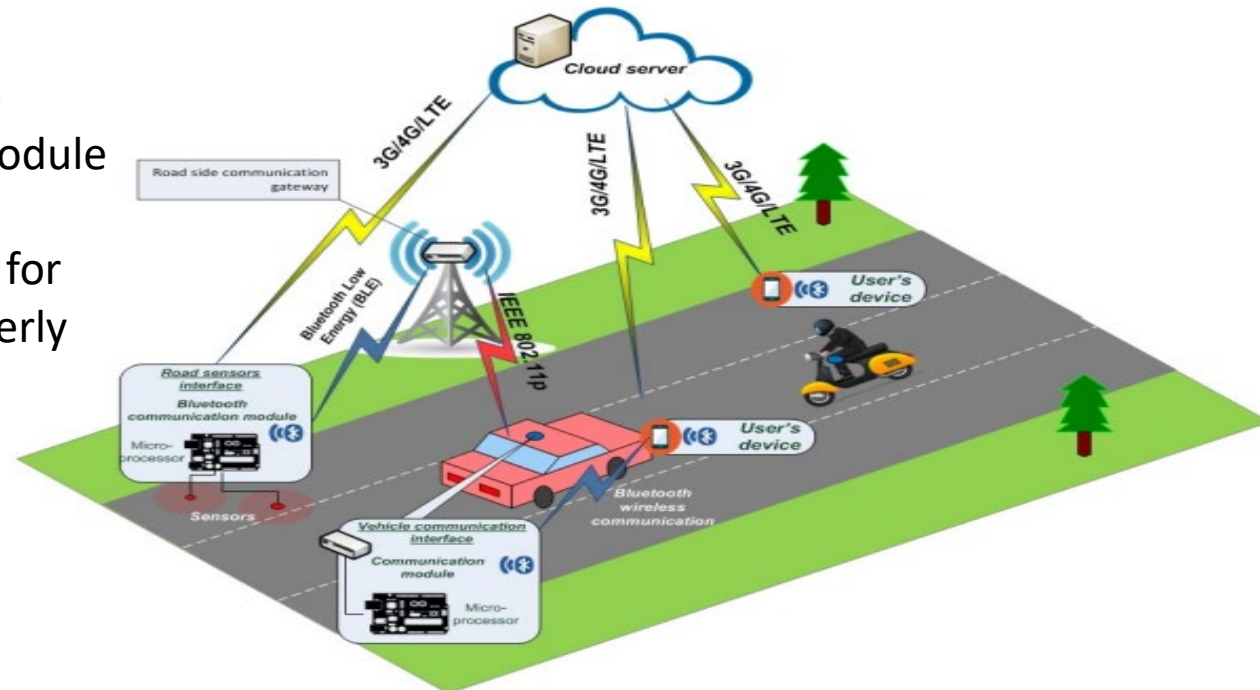 odule
for
erly
Cloud server
3G/4G/LTE
3G/4G/LTE
3G/4G/LTE
Road side communication
gateway
Bluetooth Low
Energy (BLE)
IEEE 802.11p
User's
device
Road sensors
interface
Bluetooth
communication module
Micro-
processor
Sensors
User's
device
Bluetooth
wireless
communication
Vehicle communication
interface
Communication
module
Micro-
processor